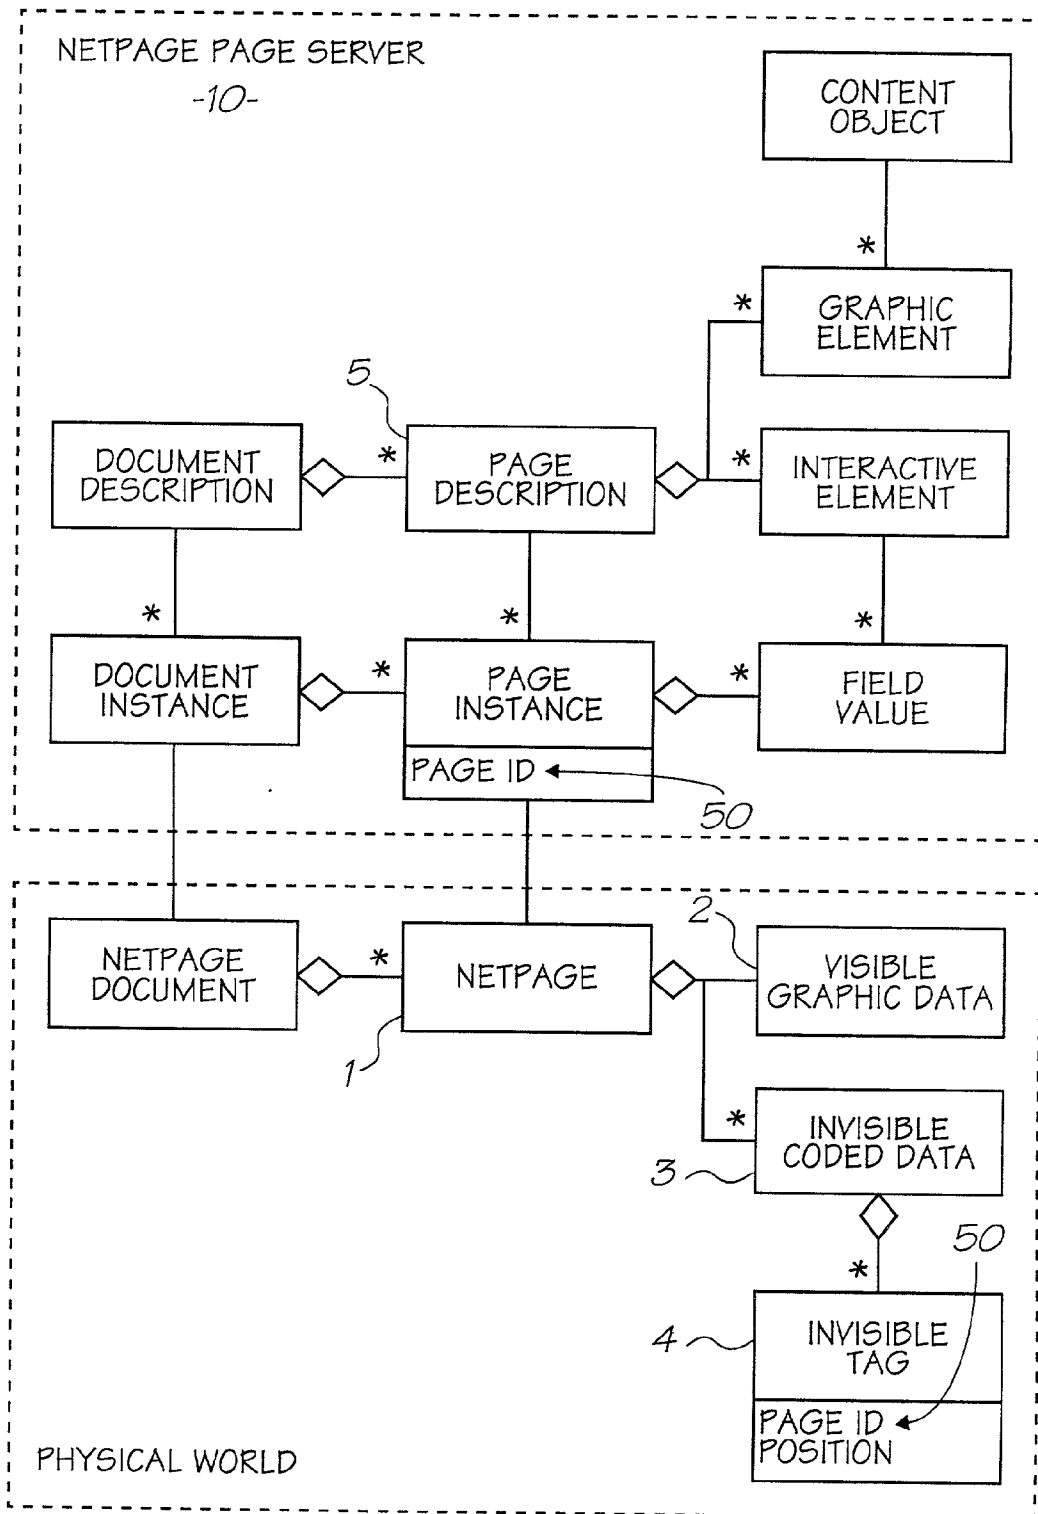 NETPAGE PAGE SERVER
-10-
CONTENT
OBJECT
*
*
GRAPHIC
ELEMENT
5
DOCUMENT
DESCRIPTION
*
PAGE
DESCRIPTION
*
INTERACTIVE
ELEMENT
*
*
*
DOCUMENT
INSTANCE
*
PAGE
INSTANCE
*
FIELD
VALUE
PAGE ID
50
NETPAGE
DOCUMENT
*
NETPAGE
2
VISIBLE
GRAPHIC DATA
1
*
INVISIBLE
CODED DATA
3
50
*
4
INVISIBLE
TAG
PAGE ID
POSITION
PHYSICAL WORLD